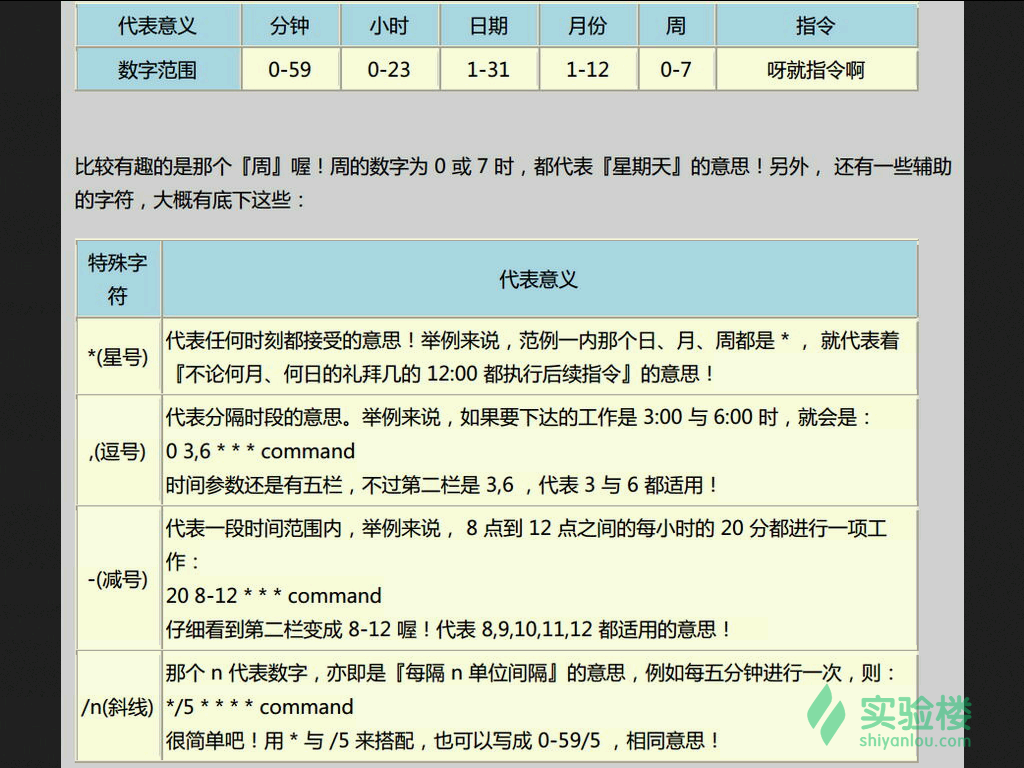 代表意义 分钟 小时 日期 月份 周 指令
数字范围 0-59 0-23 1-31 1-12 0-7 呀就指令啊
比较有趣的是那个『周』喔！周的数字为 0 或 7 时，都代表『星期天』的意思！另外， 还有一些辅助
的字符，大概有底下这些：
特殊字
符
代表意义
*(星号)
代表任何时刻都接受的意思！举例来说，范例一内那个日、月、周都是 * ， 就代表着
『不论何月、何日的礼拜几的 12:00 都执行后续指令』的意思！
,(逗号)
代表分隔时段的意思。举例来说，如果要下达的工作是 3:00 与 6:00 时，就会是：
0 3,6 * * * command
时间参数还是有五栏，不过第二栏是 3,6 ，代表 3 与 6 都适用！
-(减号)
代表一段时间范围内，举例来说， 8 点到 12 点之间的每小时的 20 分都进行一项工
作：
20 8-12 * * * command
仔细看到第二栏变成 8-12 喔！代表 8,9,10,11,12 都适用的意思！
/n(斜线)
那个 n 代表数字，亦即是『每隔 n 单位间隔』的意思，例如每五分钟进行一次，则：
*/5 * * * * command
很简单吧！用 * 与 /5 来搭配，也可以写成 0-59/5 ，相同意思！
实验楼
shiyanlou.com